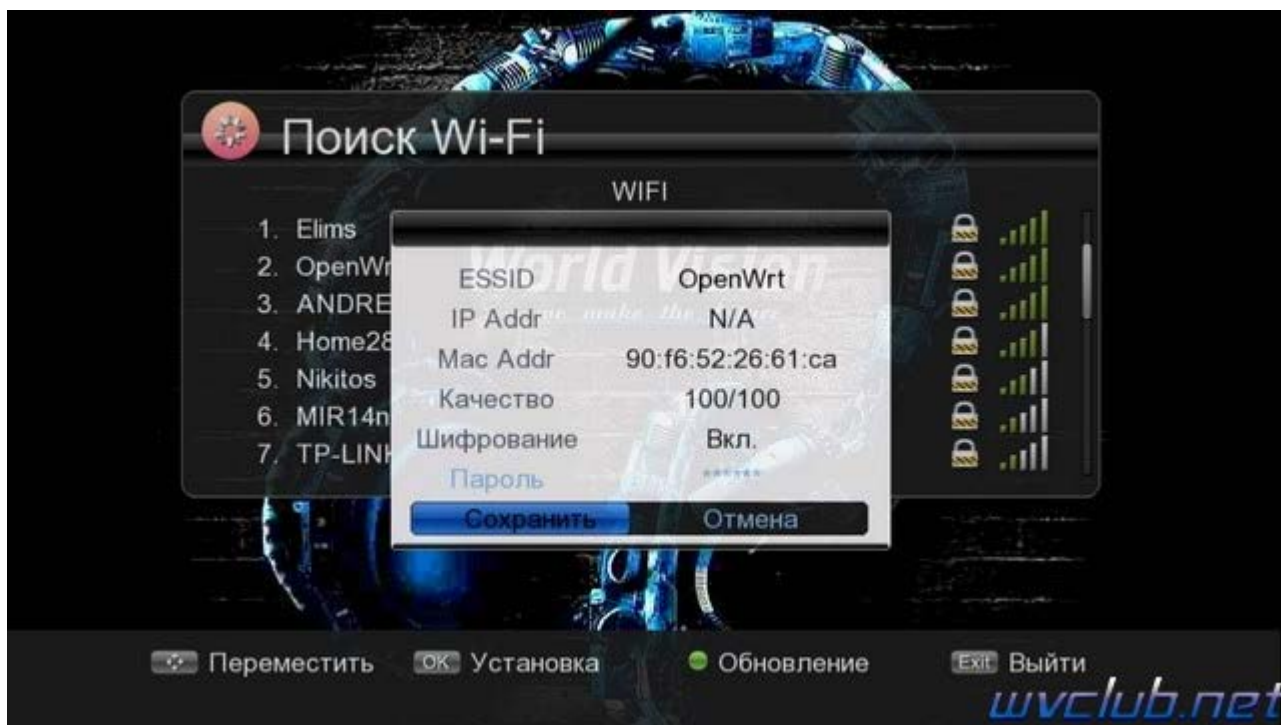 Поиск Wi-Fi
WIFI
1. Elims
2. OpenWr
3. ANDRE
4. Home28
5. Nikitos
6. MIR14n
7. TP-LINK
World Vision
ESSID OpenWrt
IP Addr N/A
Mac Addr 90:f6:52:26:61:ca
Качество 100/100
Шифрование Вкл.
Пароль ******
Сохранить Отмена
Переместить OK Установка Обновление Exit Выйти
wvclub.net